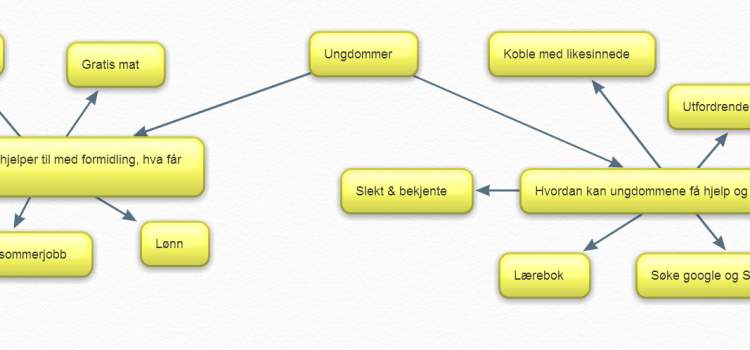 Ungdommer
Koble med likesinnede
Gratis mat
Utfordrende
hjelper til med formidling, hva får
Slekt & bekjente
Hvordan kan ungdommene få hjelp og
Lønn
sommerjobb
Lærebok
Søke google og S